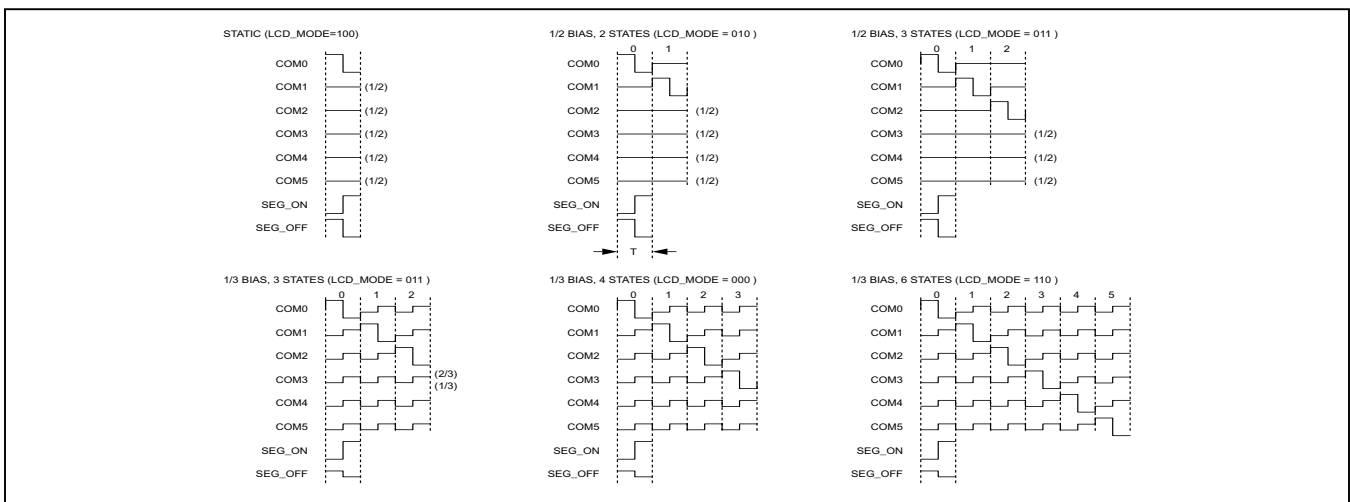 STATIC (LCD_MODE=100)
COM0
COM1 (1/2)
COM2 (1/2)
COM3 (1/2)
COM4 (1/2)
COM5 (1/2)
SEG_ON
SEG_OFF
1/2 BIAS, 2 STATES (LCD_MODE = 010 )
0 1
COM0
COM1
COM2 (1/2)
COM3 (1/2)
COM4 (1/2)
COM5 (1/2)
SEG_ON
SEG_OFF
T
1/2 BIAS, 3 STATES (LCD_MODE = 011 )
0 1 2
COM0
COM1
COM2
COM3 (1/2)
COM4 (1/2)
COM5 (1/2)
SEG_ON
SEG_OFF
1/3 BIAS, 3 STATES (LCD_MODE = 011 )
0 1 2
COM0
COM1
COM2
(2/3)
COM3
(1/3)
COM4
COM5
SEG_ON
SEG_OFF
1/3 BIAS, 4 STATES (LCD_MODE = 000 )
0 1 2 3
COM0
COM1
COM2
COM3
COM4
COM5
SEG_ON
SEG_OFF
1/3 BIAS, 6 STATES (LCD_MODE = 110 )
0 1 2 3 4 5
COM0
COM1
COM2
COM3
COM4
COM5
SEG_ON
SEG_OFF